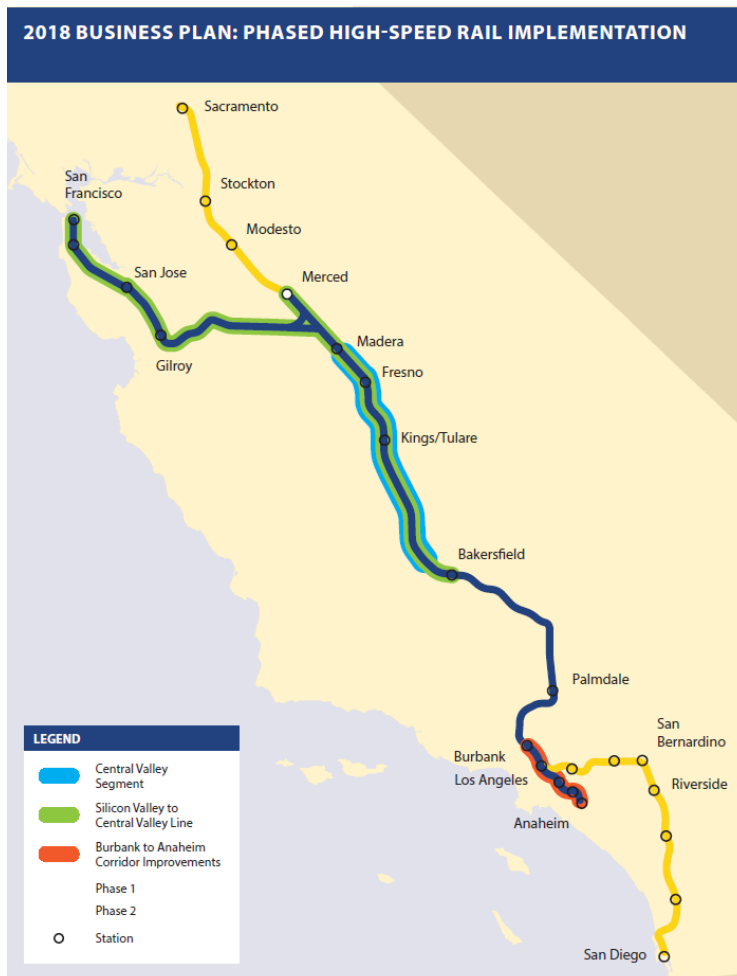 2018 BUSINESS PLAN: PHASED HIGH-SPEED RAIL IMPLEMENTATION
Sacramento
San
Francisco
Stockton
Modesto
San Jose
Merced
Gilroy
Madera
Fresno
Kings/Tulare
Bakersfield
Palmdale
San
Bernardino
Burbank
Los Angeles
Riverside
Anaheim
San Diego
LEGEND
Central Valley
Segment
Silicon Valley to
Central Valley Line
Burbank to Anaheim
Corridor Improvements
Phase 1
Phase 2
Station